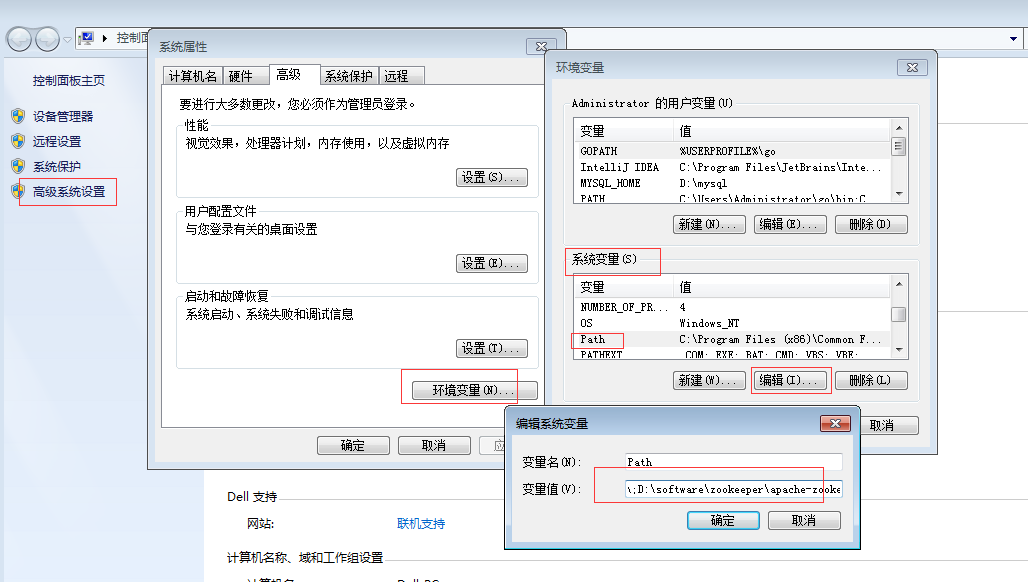 控制面
控制面板主页
设备管理器
远程设置
系统保护
高级系统设置
系统属性
计算机名 硬件 高级 系统保护 远程
要进行大多数更改，您必须作为管理员登录。
性能
视觉效果，处理器计划，内存使用，以及虚拟内存
设置(S)...
用户配置文件
与您登录有关的桌面设置
设置(E)...
启动和故障恢复
系统启动、系统失败和调试信息
设置(T)...
环境变量(N)...
确定 取消 应
环境变量
Administrator 的用户变量(U)
变量 值
GOPATH %USERPROFILE%\go
IntelliJ IDEA C:\Program Files\JetBrains\Inte...
MYSQL_HOME D:\mysql
PATH C:\Users\Administrator\go\bin;C
新建(N)... 编辑(E)... 删除(D)
系统变量(S)
变量 值
NUMBER_OF_PR... 4
OS Windows_NT
Path C:\Program Files (x86)\Common F...
PATHEXT .COM;.EXE;.BAT;.CMD;.VBS;.VBE;
新建(W)... 编辑(I)... 删除(L)
取消
编辑系统变量
变量名(N): Path
变量值(V): \;D:\software\zookeeper\apache-zooke
确定 取消
Dell 支持
网站: 联机支持
计算机名称、域和工作组设置